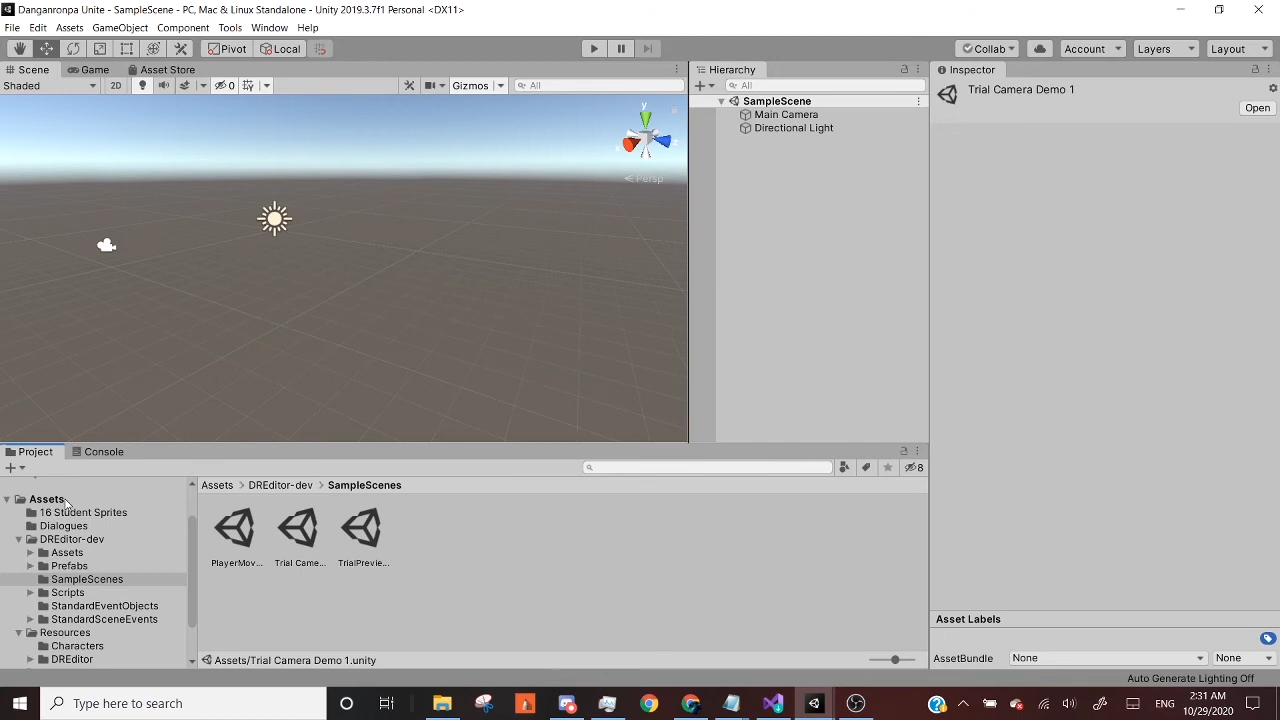 Danganronpa Unite - SampleScene - PC, Mac & Linux Standalone - Unity 2019.3.7f1 Personal <DX11>
File Edit Assets GameObject Component Tools Window Help
Pivot Local Collab Account Layers Layout
Scene Game Asset Store
Shaded 2D 0 Gizmos All
y
x
z
Persp
Hierarchy
All
SampleScene
Main Camera
Directional Light
Inspector
Trial Camera Demo 1
Open
Project Console
8
Assets
16 Student Sprites
Dialogues
DREditor-dev
Assets
Prefabs
SampleScenes
Scripts
StandardEventObjects
StandardSceneEvents
Resources
Characters
DREditor
Assets > DREditor-dev > SampleScenes
PlayerMov... Trial Came... TrialPrevie...
Assets/Trial Camera Demo 1.unity
Asset Labels
AssetBundle None None
Auto Generate Lighting Off
Type here to search
ENG
2:31 AM
10/29/2020